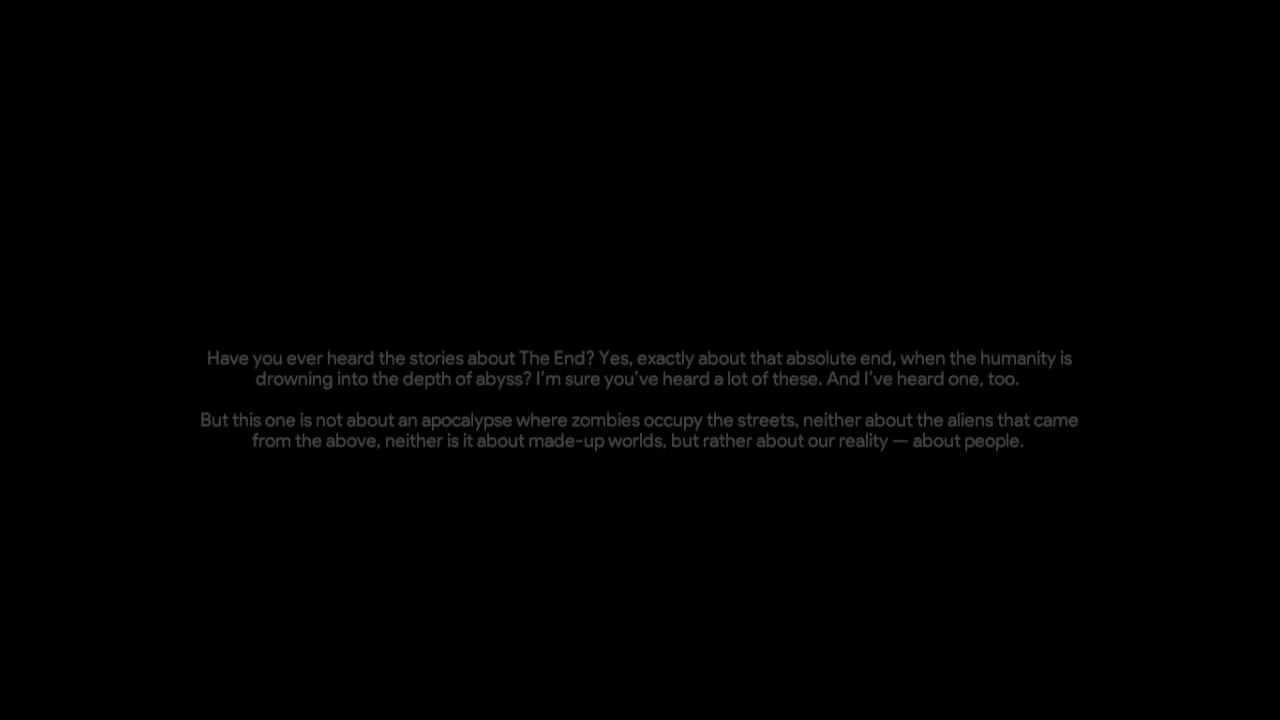 Have you ever heard the stories about The End? Yes, exactly about that absolute end, when the humanity is
drowning into the depth of abyss? I'm sure you've heard a lot of these. And I've heard one, too.
But this one is not about an apocalypse where zombies occupy the streets, neither about the aliens that came
from the above, neither is it about made-up worlds, but rather about our reality — about people.